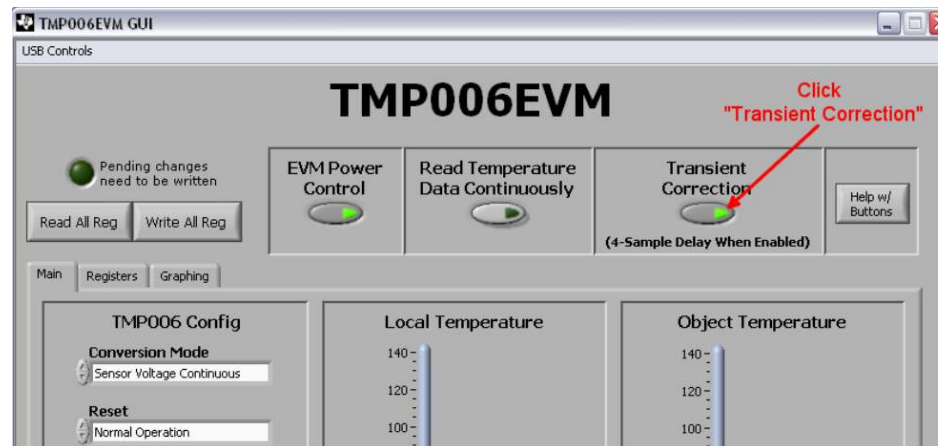 TMP006EVM GUI
USB Controls
TMP006EVM
Click
"Transient Correction"
Pending changes
need to be written
Read All Reg
Write All Reg
EVM Power
Control
Read Temperature
Data Continuously
Transient
Correction
(4-Sample Delay When Enabled)
Help w/
Buttons
Main
Registers
Graphing
TMP006 Config
Conversion Mode
Sensor Voltage Continuous
Reset
Normal Operation
Local Temperature
140
120
100
Object Temperature
140
120
100